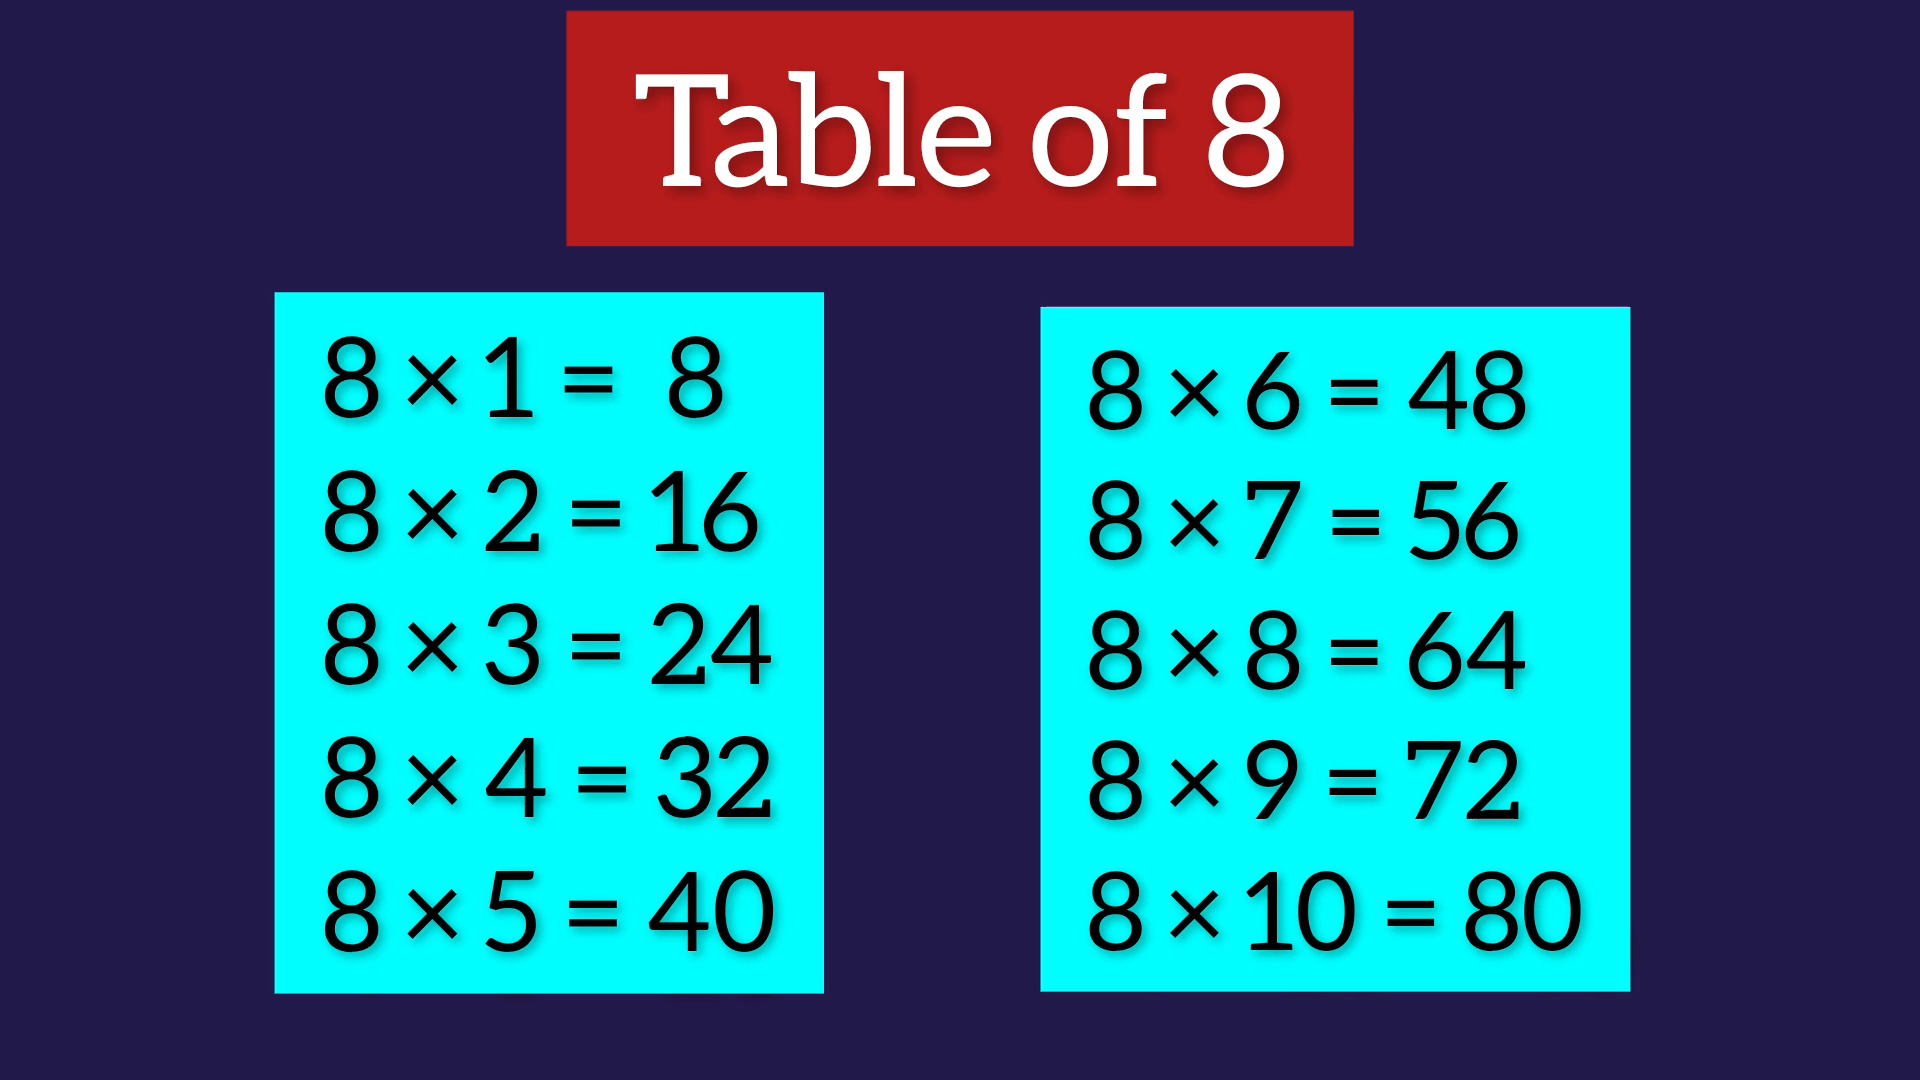 Table of 8
8 × 1 = 8
8 × 2 = 16
8 × 3 = 24
8 × 4 = 32
8 × 5 = 40
8 × 6 = 48
8 × 7 = 56
8 × 8 = 64
8 × 9 = 72
8 × 10 = 80